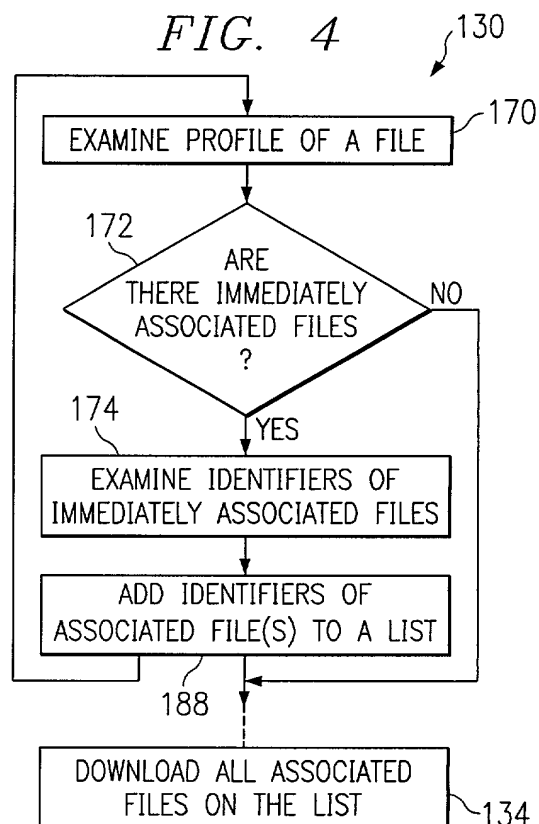 FIG. 4
130
EXAMINE PROFILE OF A FILE
170
172
ARE
THERE IMMEDIATELY
ASSOCIATED FILES
?
NO
YES
174
EXAMINE IDENTIFIERS OF
IMMEDIATELY ASSOCIATED FILES
ADD IDENTIFIERS OF
ASSOCIATED FILE(S) TO A LIST
188
DOWNLOAD ALL ASSOCIATED
FILES ON THE LIST
134